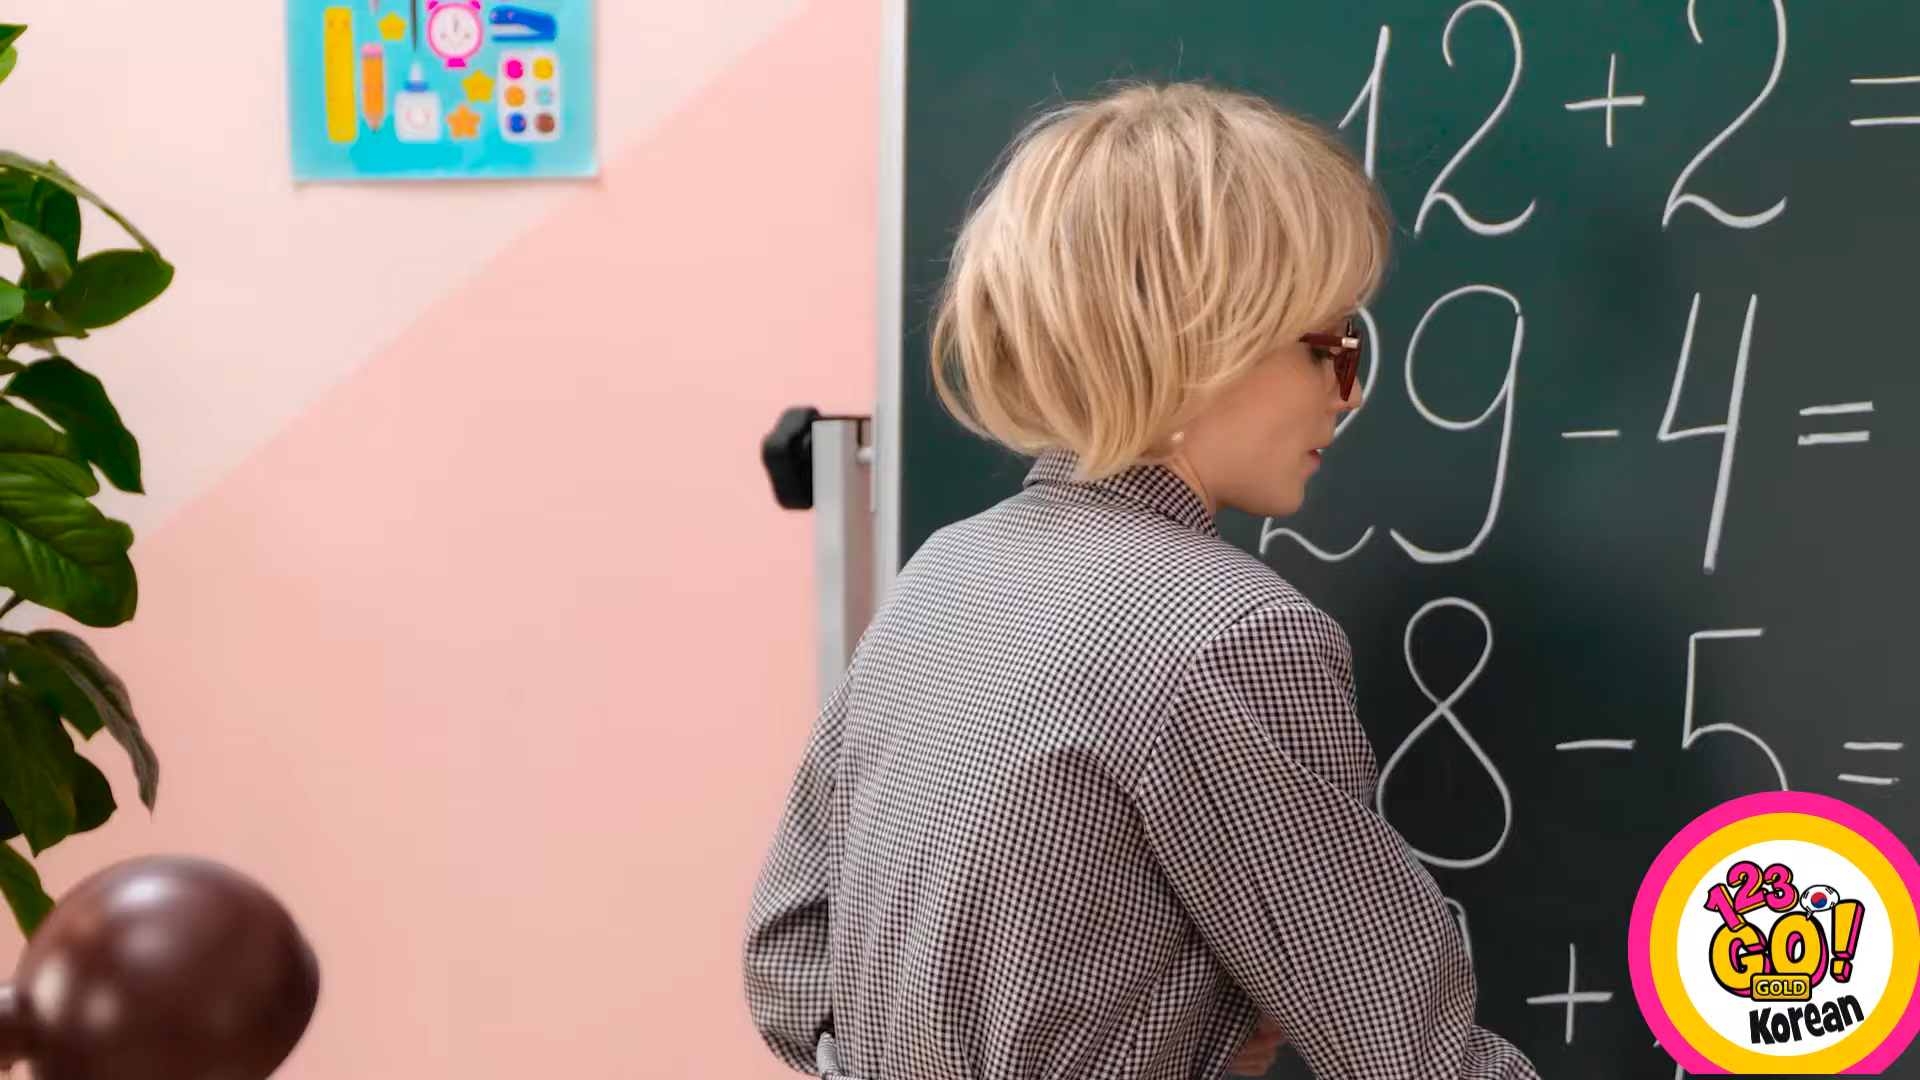 12 + 2 =
29 - 4 =
8 - 5 =
+
123
GO!
GOLD
Korean